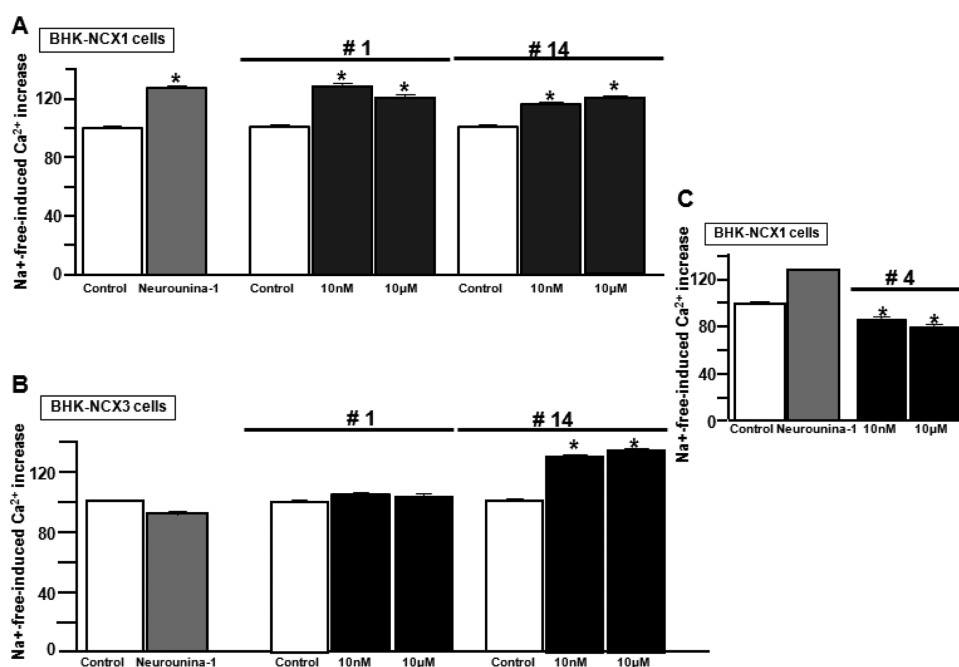 A
BHK-NCX1 cells
# 1
# 14
Na+-free-induced Ca²⁺ increase
120
80
40
0
*
*
*
*
*
Control Neurounina-1 Control 10nM 10µM Control 10nM 10µM
B
BHK-NCX3 cells
# 1
# 14
Na+-free-induced Ca²⁺ increase
120
80
40
0
*
*
Control Neurounina-1 Control 10nM 10µM Control 10nM 10µM
C
BHK-NCX1 cells
# 4
Na+-free-induced Ca²⁺ increase
120
80
40
0
*
*
Control Neurounina-1 10nM 10µM